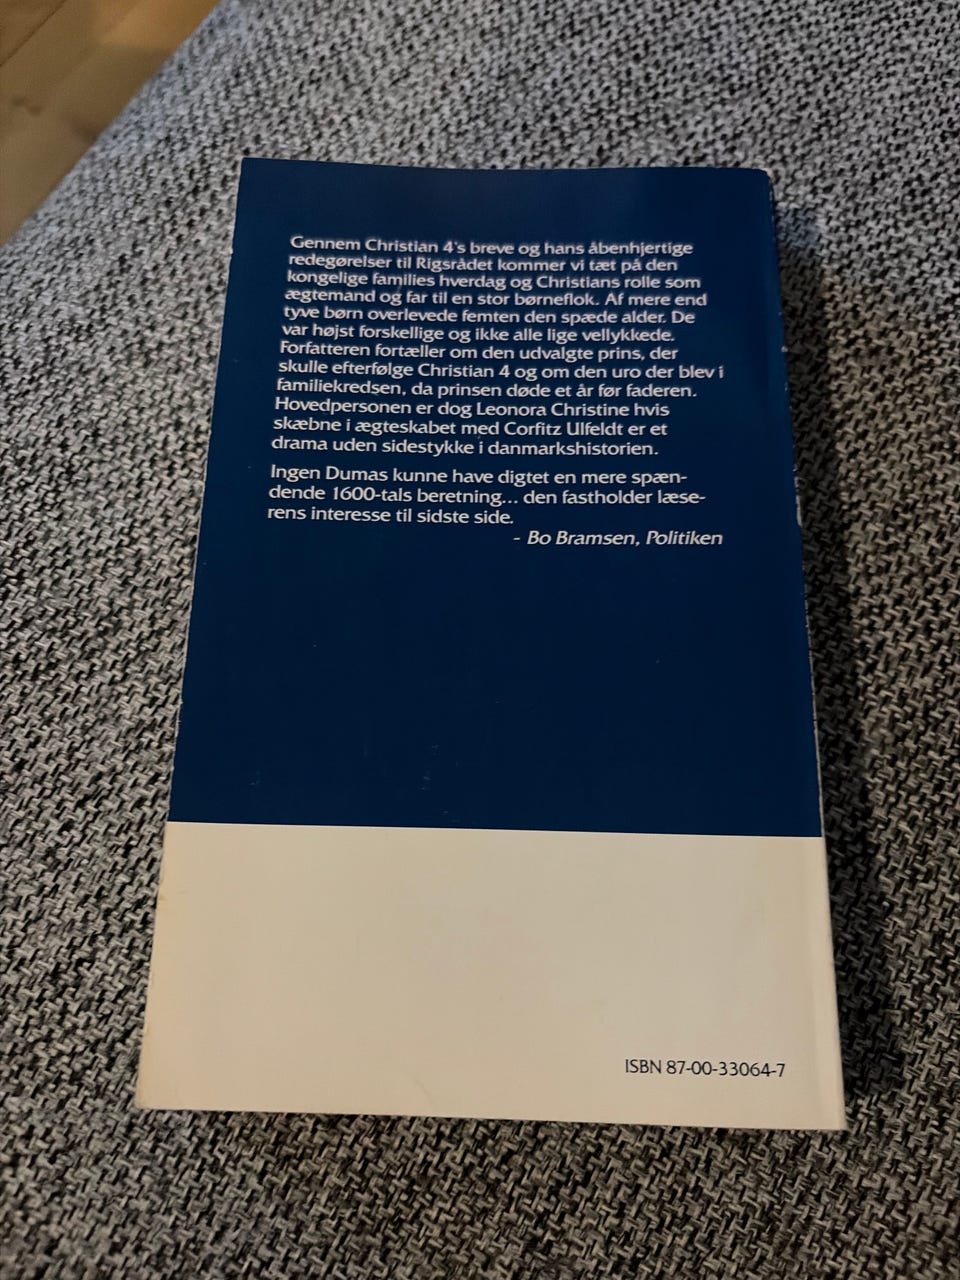 Gennem Christian 4's breve og hans åbenhjertige
redegørelser til Rigsrådet kommer vi tæt på den
kongelige families hverdag og Christians rolle som
ægtemand og far til en stor børneflok. Af mere end
tyve børn overlevede femten den spæde alder. De
var højst forskellige og ikke alle lige vellykkede.
Forfatteren fortæller om den udvalgte prins, der
skulle efterfølge Christian 4 og om den uro der blev i
familiekredsen, da prinsen døde et år før faderen.
Hovedpersonen er dog Leonora Christine hvis
skæbne i ægteskabet med Corfitz Ulfeldt er et
drama uden sidestykke i danmarkshistorien.
Ingen Dumas kunne have digtet en mere spæn-
dende 1600-tals beretning... den fastholder læse-
rens interesse til sidste side.
- Bo Bramsen, Politiken
ISBN 87-00-33064-7